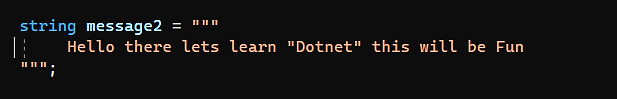 string message2 = """
Hello there lets learn "Dotnet" this will be Fun
""";